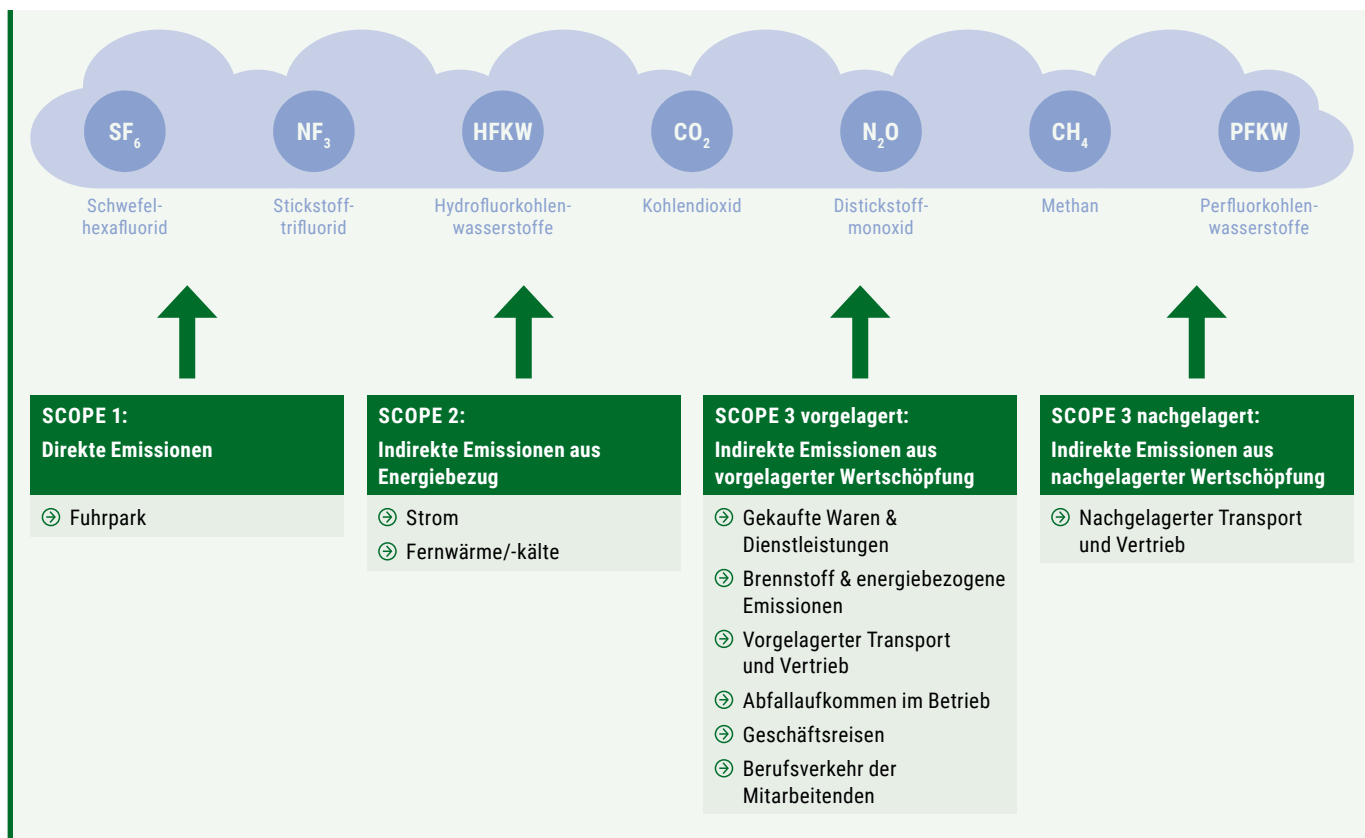 SF6
NF3
HFKW
CO2
N2O
CH4
PFKW
Schwefel-
hexafluorid
Stickstoff-
trifluorid
Hydrofluorkohlen-
wasserstoffe
Kohlendioxid
Distickstoff-
monoxid
Methan
Perfluorkohlen-
wasserstoffe
SCOPE 1:
Direkte Emissionen
Fuhrpark
SCOPE 2:
Indirekte Emissionen aus
Energiebezug
Strom
Fernwärme/-kälte
SCOPE 3 vorgelagert:
Indirekte Emissionen aus
vorgelagerter Wertschöpfung
Gekaufte Waren &
Dienstleistungen
Brennstoff & energiebezogene
Emissionen
Vorgelagerter Transport
und Vertrieb
Abfallaufkommen im Betrieb
Geschäftsreisen
Berufsverkehr der
Mitarbeitenden
SCOPE 3 nachgelagert:
Indirekte Emissionen aus
nachgelagerter Wertschöpfung
Nachgelagerter Transport
und Vertrieb